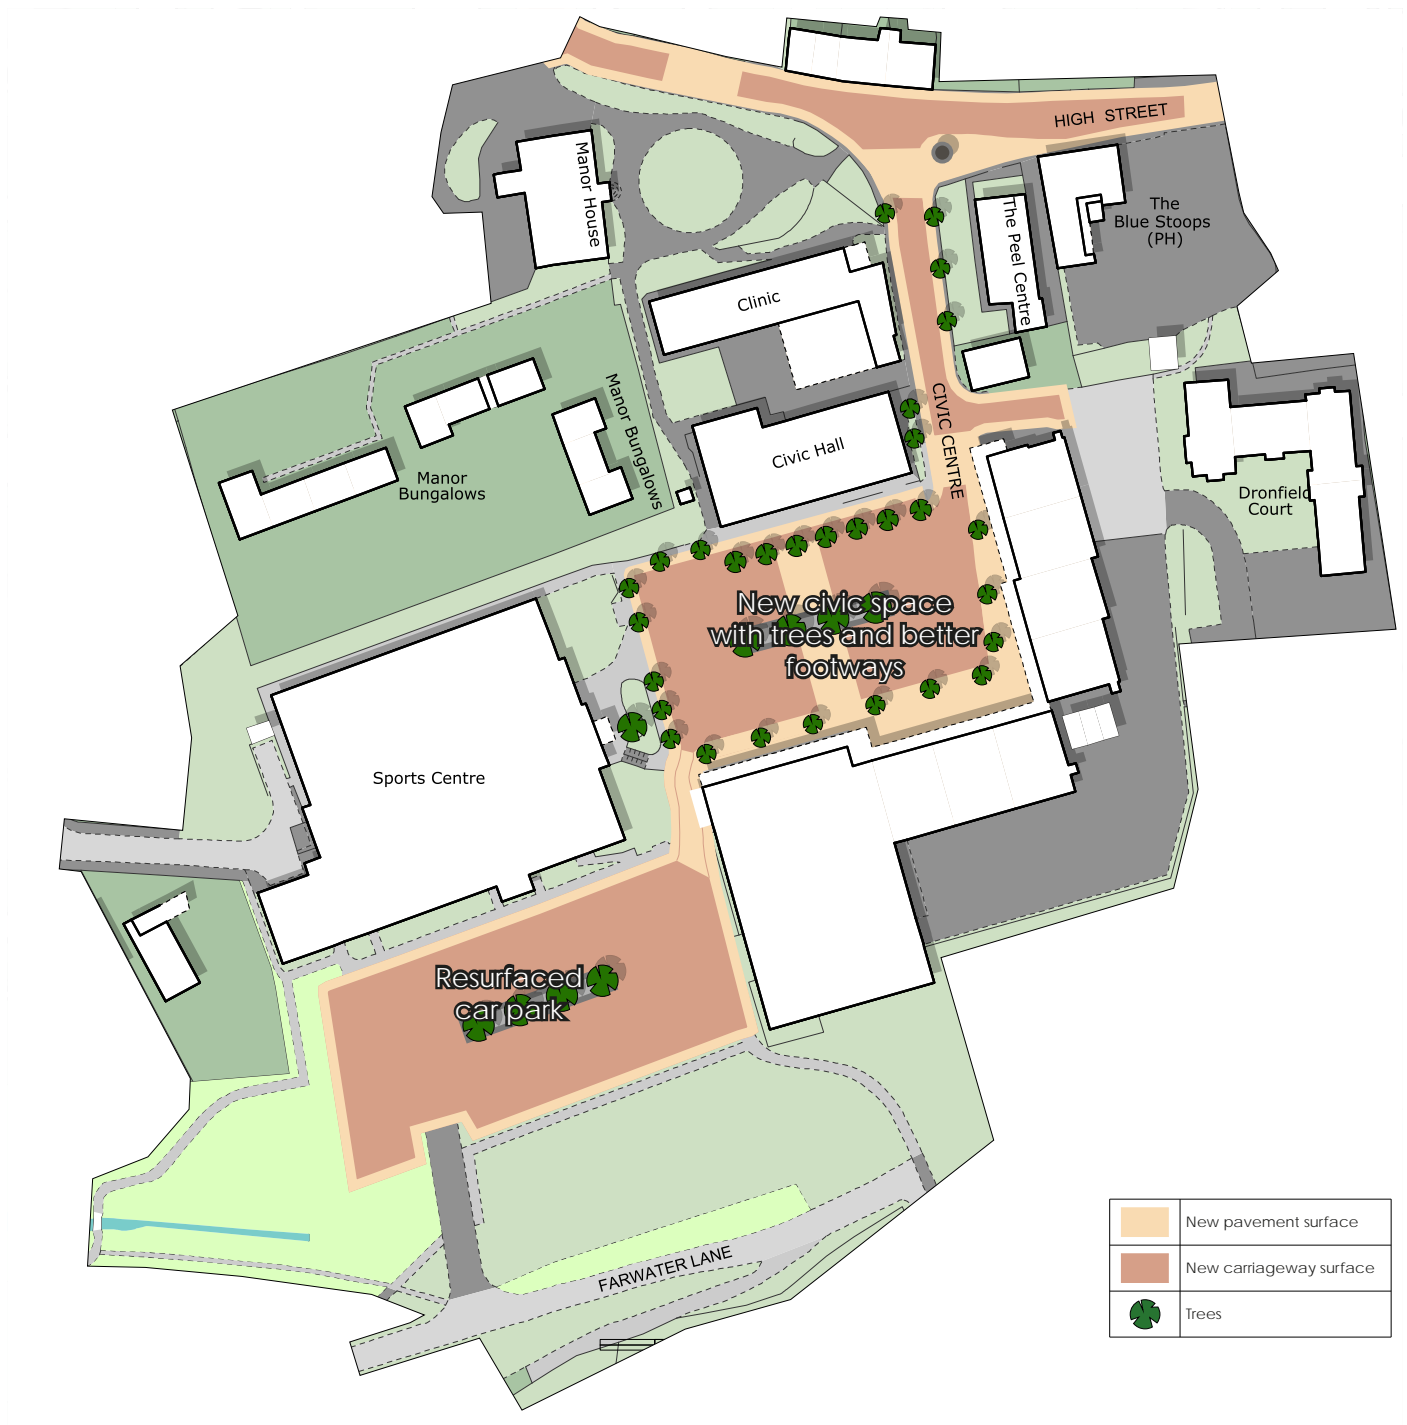 HIGH STREET
Manor House
The
Blue Stoops
(PH)
The Peel Centre
Clinic
Manor Bungalows
CIVIC CENTRE
Civic Hall
Manor
Bungalows
Dronfield
Court
New civic space
with trees and better
footways
Sports Centre
Resurfaced
car park
FARWATER LANE
New pavement surface
New carriageway surface
Trees